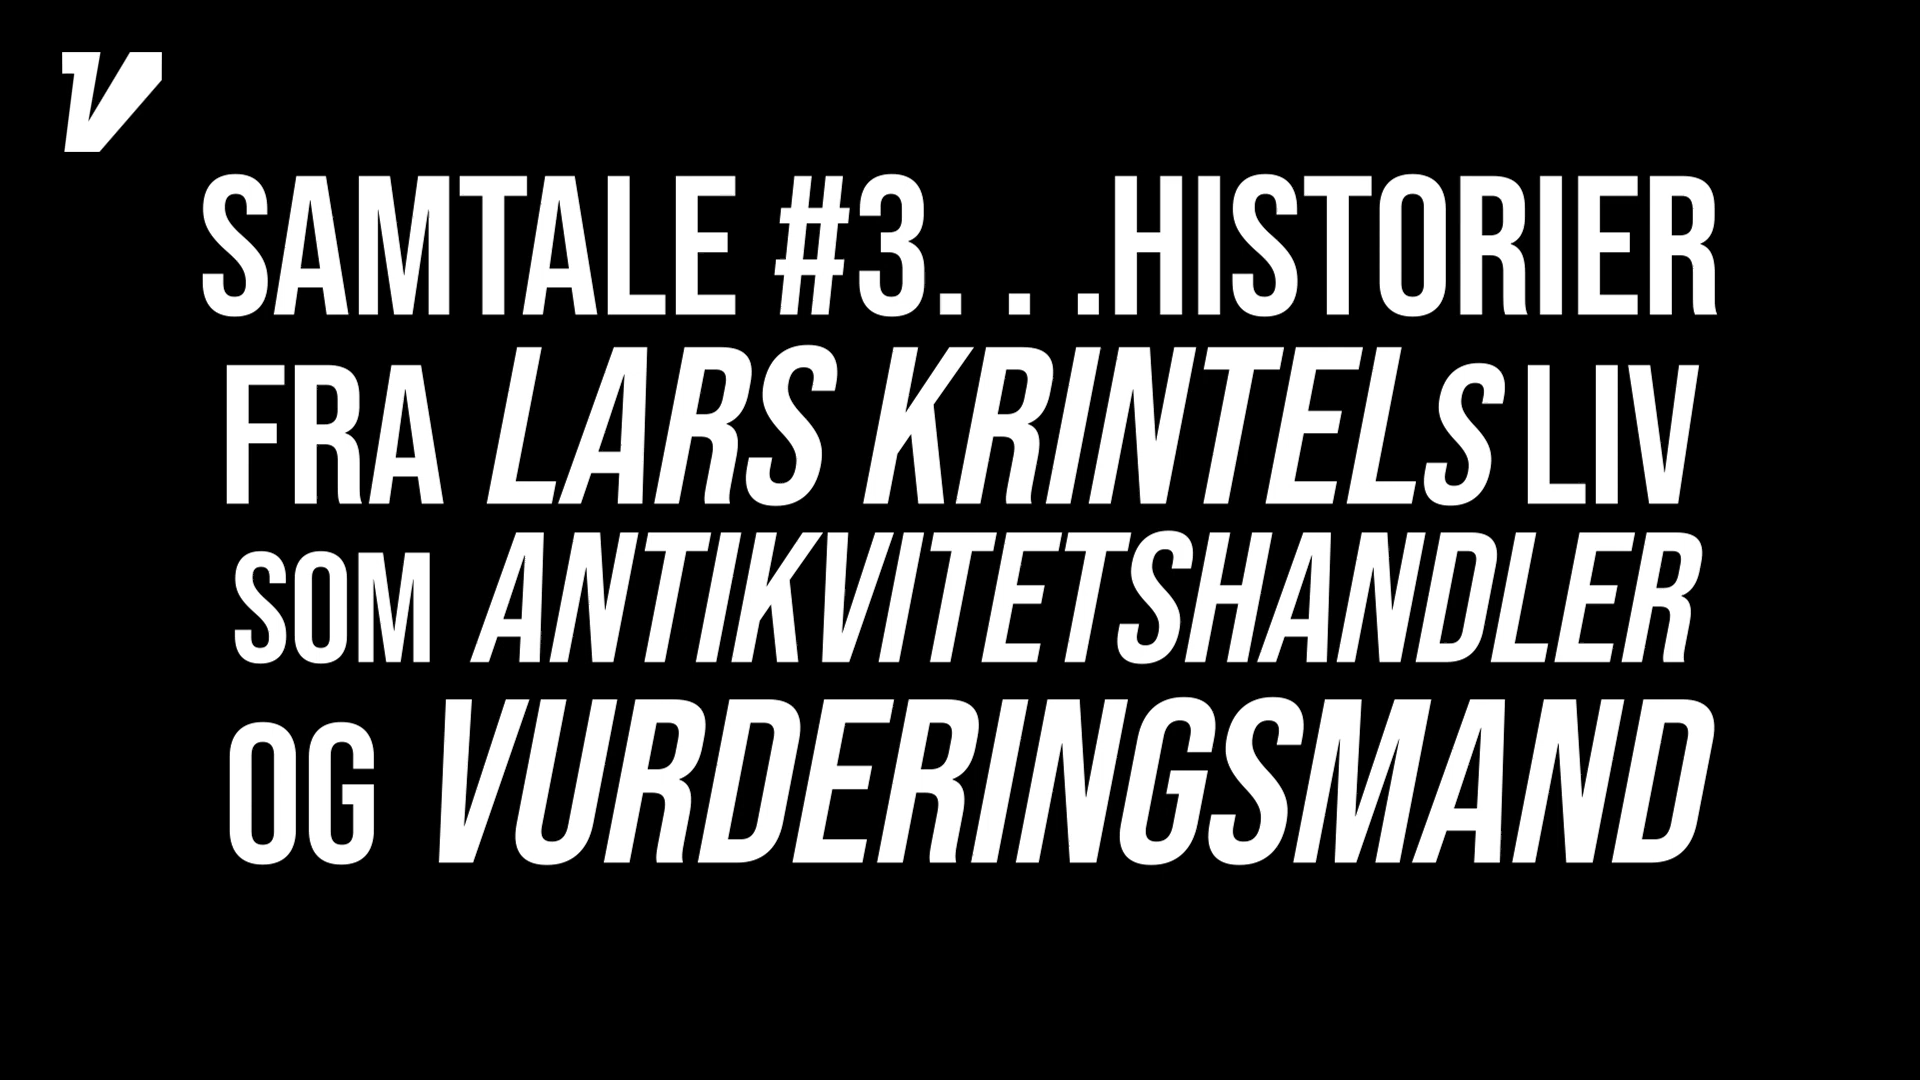 V
SAMTALE #3. . .HISTORIER
FRA LARS KRINTELS LIV
SOM ANTIKVITETSHANDLER
OG VURDERINGSMAND